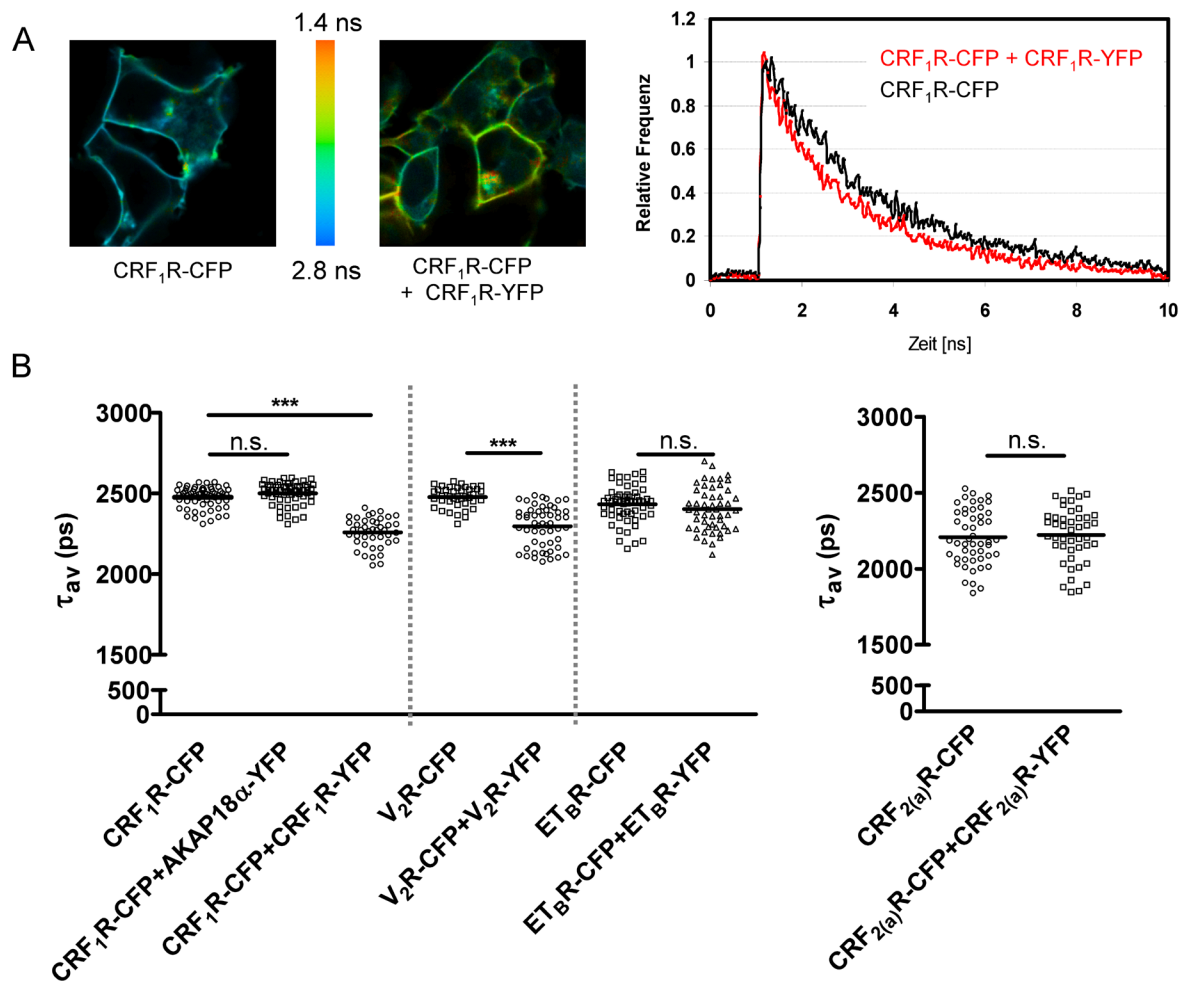 A
1.4 ns
2.8 ns
CRF₁R-CFP
CRF₁R-CFP
+ CRF₁R-YFP
1.2
1
0.8
0.6
0.4
0.2
0
Relative Frequenz
CRF₁R-CFP + CRF₁R-YFP
CRF₁R-CFP
0 2 4 6 8 10
Zeit [ns]
B
3000
2500
2000
1500
500
0
τav (ps)
***
n.s.
***
n.s.
CRF₁R-CFP
CRF₁R-CFP+AKAP18α-YFP
CRF₁R-CFP+CRF₁R-YFP
V₂R-CFP
V₂R-CFP+V₂R-YFP
ETBR-CFP
ETBR-CFP+ETBR-YFP
3000
2500
2000
1500
500
0
τav (ps)
n.s.
CRF₂₍ₐ₎R-CFP
CRF₂₍ₐ₎R-CFP+CRF₂₍ₐ₎R-YFP